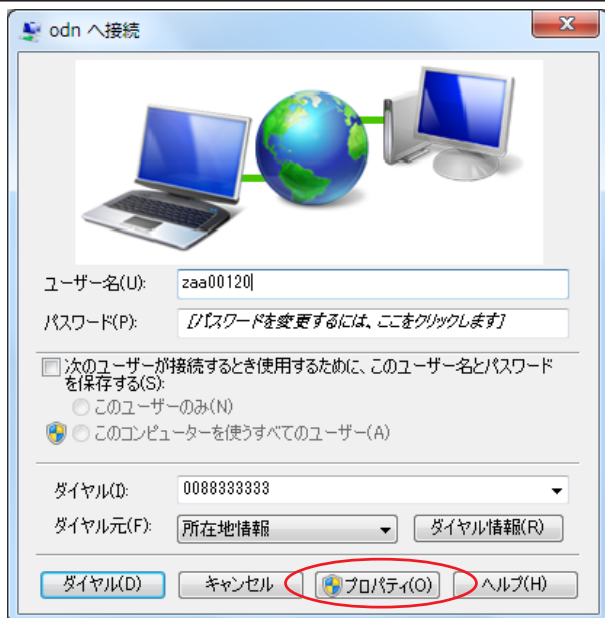 odn へ接続
ユーザー名(U):
zaa00120
パスワード(P):
[パスワードを変更するには、ここをクリックします]
次のユーザーが接続するとき使用するために、このユーザー名とパスワード
を保存する(S):
このユーザーのみ(N)
このコンピューターを使うすべてのユーザー(A)
ダイヤル(I):
0088333333
ダイヤル元(F):
所在地情報
ダイヤル情報(R)
ダイヤル(D)
キャンセル
プロパティ(O)
ヘルプ(H)